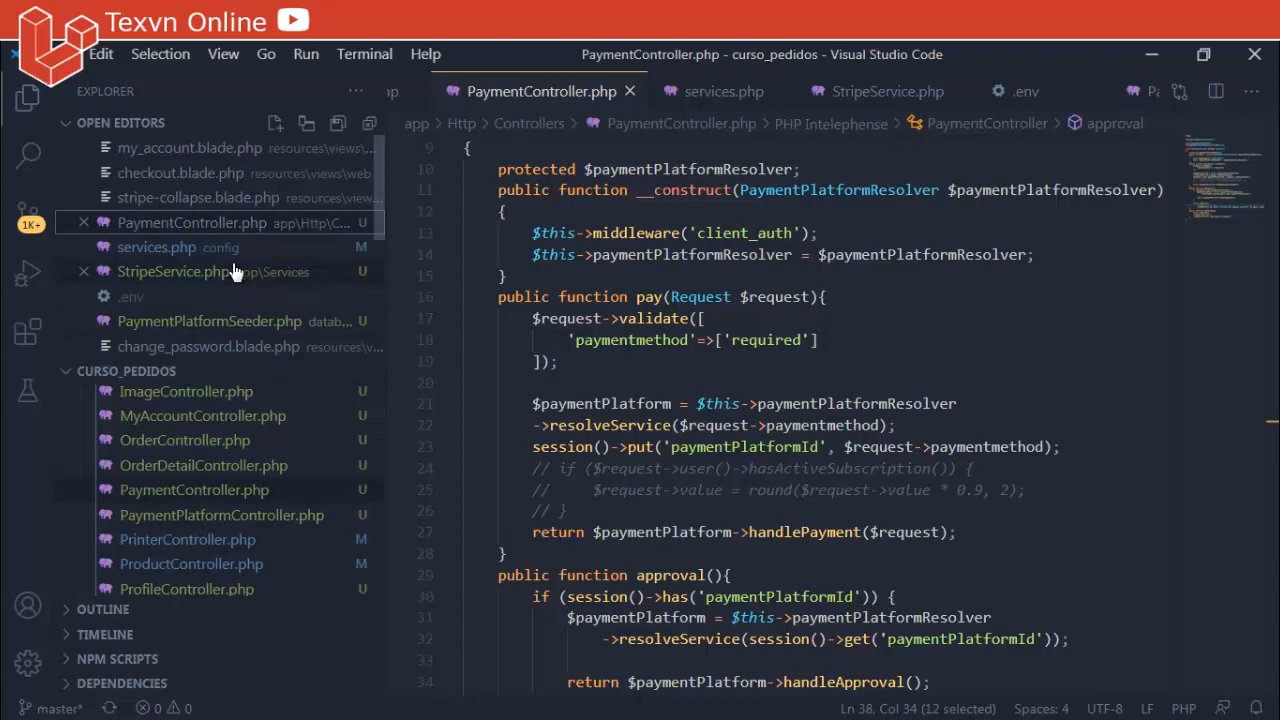 Texvn Online
Edit Selection View Go Run Terminal Help
PaymentController.php - curso_pedidos - Visual Studio Code
EXPLORER
hp PaymentController.php services.php StripeService.php .env
OPEN EDITORS
my_account.blade.php resources\views\...
checkout.blade.php resources\views\web
stripe-collapse.blade.php resources\view...
PaymentController.php app\Http\C... U
services.php config M
StripeService.php app\Services U
.env
PaymentPlatformSeeder.php datab... U
change_password.blade.php resources\v...
CURSO_PEDIDOS
ImageController.php U
MyAccountController.php U
OrderController.php U
OrderDetailController.php U
PaymentController.php U
PaymentPlatformController.php U
PrinterController.php M
ProductController.php M
ProfileController.php U
OUTLINE
TIMELINE
NPM SCRIPTS
DEPENDENCIES
1K+
app > Http > Controllers > PaymentController.php > PHP Intelephense > PaymentController > approval
9 {
10 protected $paymentPlatformResolver;
11 public function __construct(PaymentPlatformResolver $paymentPlatformResolver)
12 {
13 $this->middleware('client_auth');
14 $this->paymentPlatformResolver = $paymentPlatformResolver;
15 }
16 public function pay(Request $request){
17 $request->validate([
18 'paymentmethod'=>['required']
19 ]);
20
21 $paymentPlatform = $this->paymentPlatformResolver
22 ->resolveService($request->paymentmethod);
23 session()->put('paymentPlatformId', $request->paymentmethod);
24 // if ($request->user()->hasActiveSubscription()) {
25 // $request->value = round($request->value * 0.9, 2);
26 // }
27 return $paymentPlatform->handlePayment($request);
28 }
29 public function approval(){
30 if (session()->has('paymentPlatformId')) {
31 $paymentPlatform = $this->paymentPlatformResolver
32 ->resolveService(session()->get('paymentPlatformId'));
33
34 return $paymentPlatform->handleApproval();
master* 0 0 Ln 38, Col 34 (12 selected) Spaces: 4 UTF-8 LF PHP